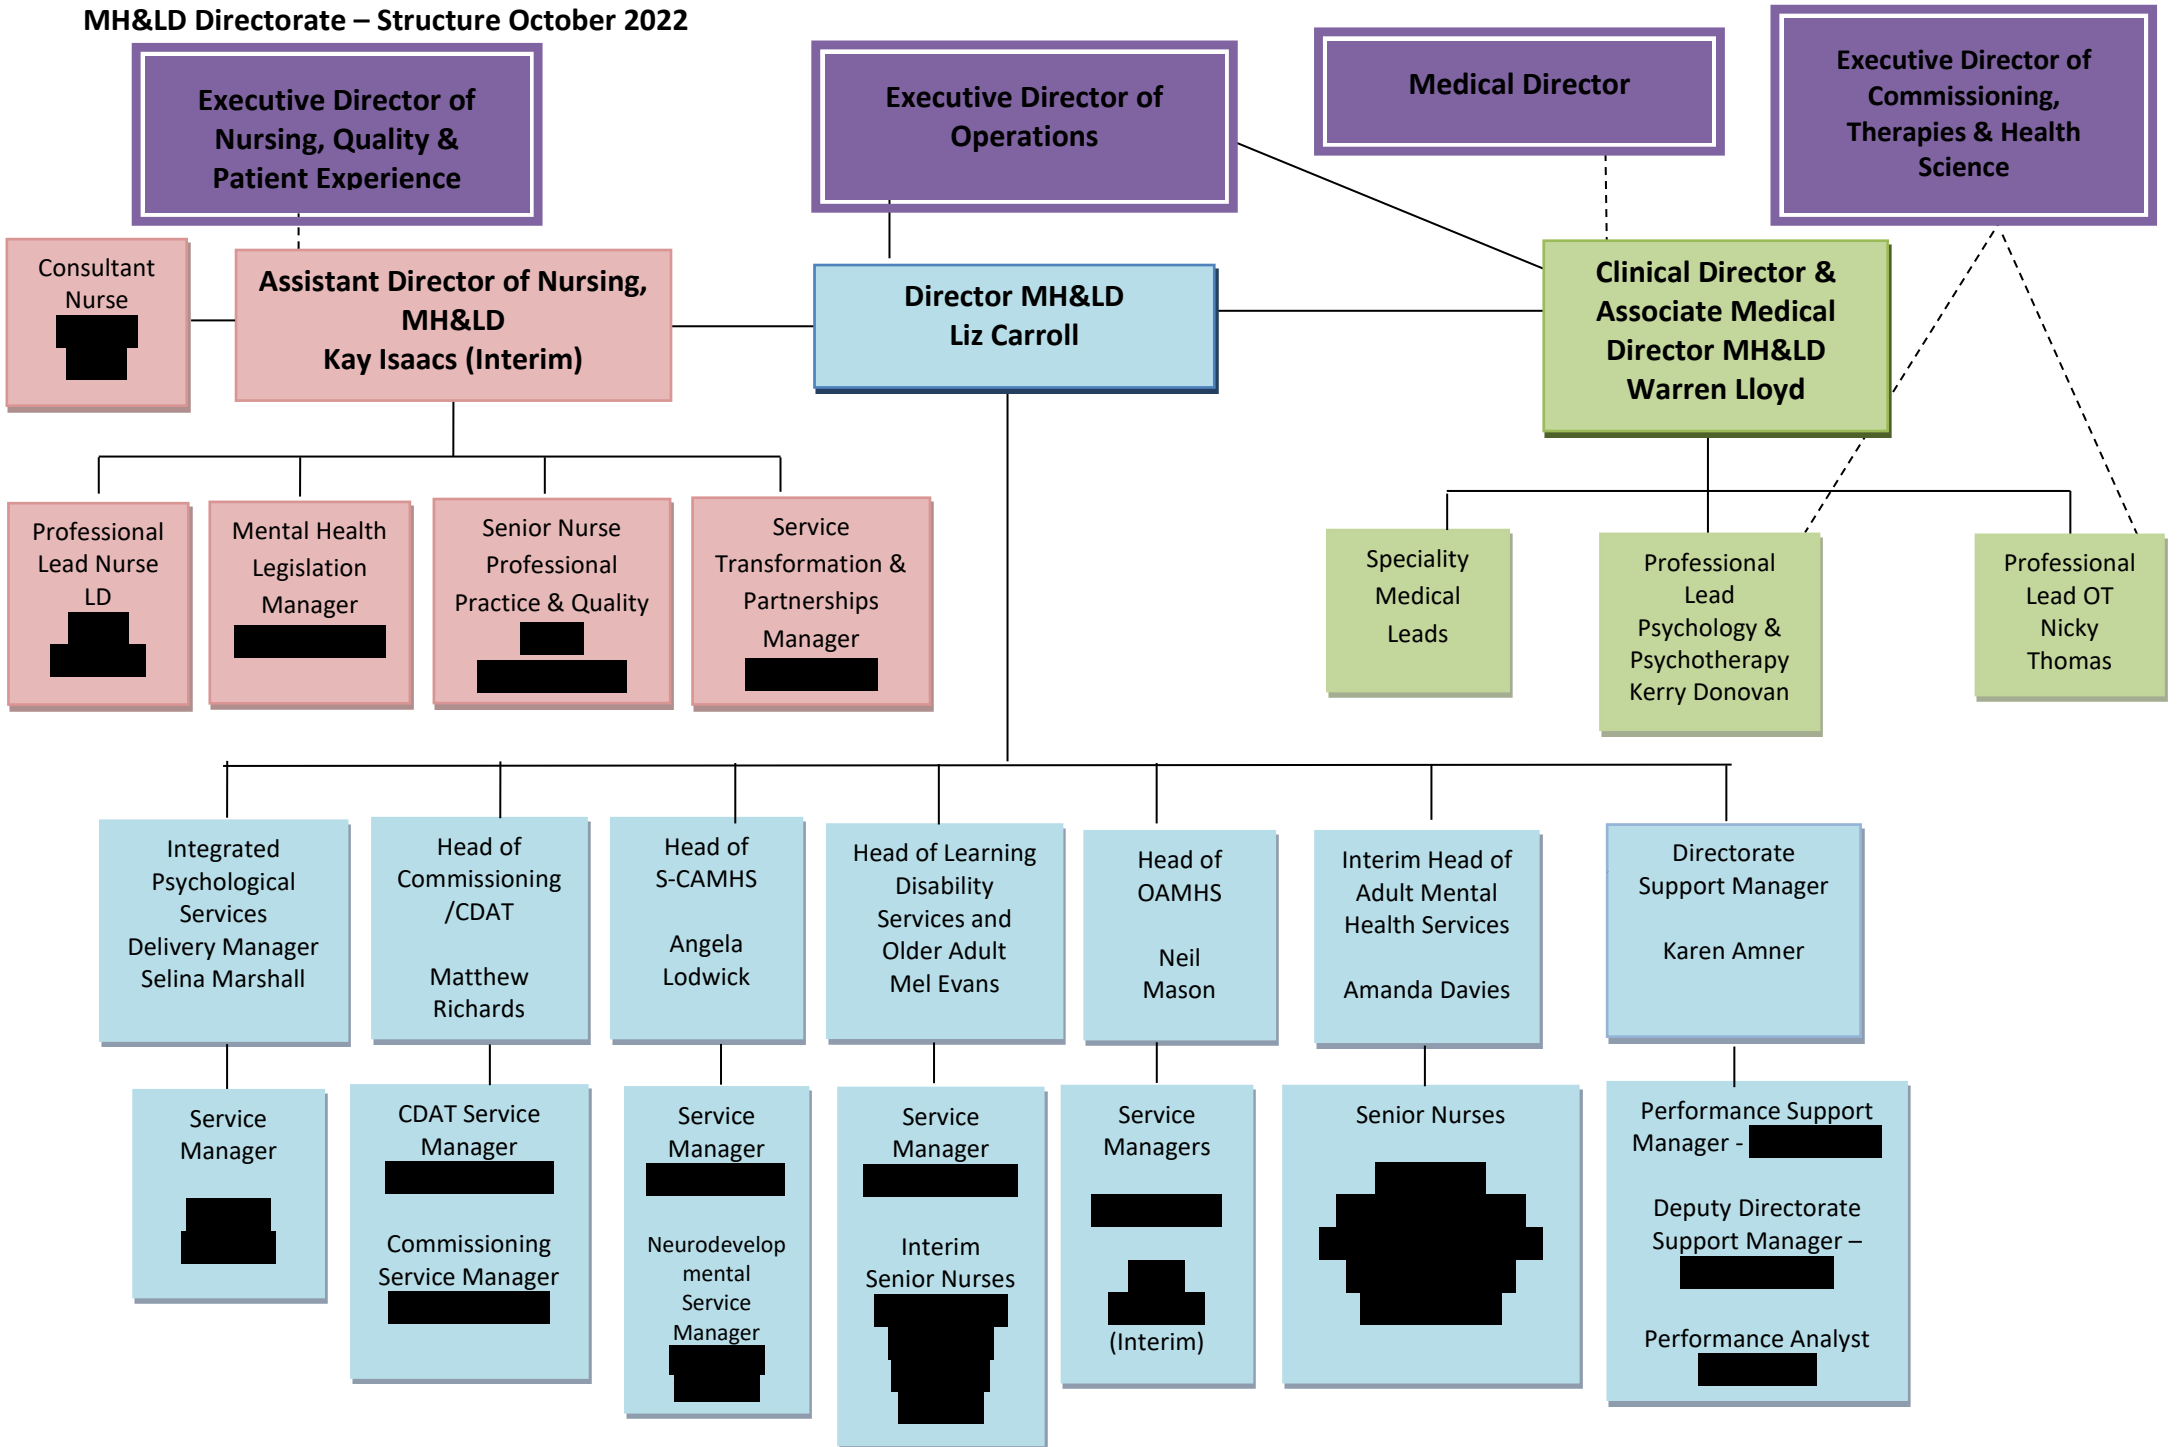 MH&LD Directorate – Structure October 2022
Executive Director of
Nursing, Quality &
Patient Experience
Executive Director of
Operations
Medical Director
Executive Director of
Commissioning,
Therapies & Health
Science
Consultant
Nurse
Assistant Director of Nursing,
MH&LD
Kay Isaacs (Interim)
Director MH&LD
Liz Carroll
Clinical Director &
Associate Medical
Director MH&LD
Warren Lloyd
Professional
Lead Nurse
LD
Mental Health
Legislation
Manager
Senior Nurse
Professional
Practice & Quality
Service
Transformation &
Partnerships
Manager
Speciality
Medical
Leads
Professional
Lead
Psychology &
Psychotherapy
Kerry Donovan
Professional
Lead OT
Nicky
Thomas
Integrated
Psychological
Services
Delivery Manager
Selina Marshall
Head of
Commissioning
/CDAT
Matthew
Richards
Head of
S-CAMHS
Angela
Lodwick
Head of Learning
Disability
Services and
Older Adult
Mel Evans
Head of
OAMHS
Neil
Mason
Interim Head of
Adult Mental
Health Services
Amanda Davies
Directorate
Support Manager
Karen Amner
Service
Manager
CDAT Service
Manager
Commissioning
Service Manager
Service
Manager
Neurodevelop
mental
Service
Manager
Service
Manager
Interim
Senior Nurses
Service
Managers
(Interim)
Senior Nurses
Performance Support
Manager -
Deputy Directorate
Support Manager –
Performance Analyst